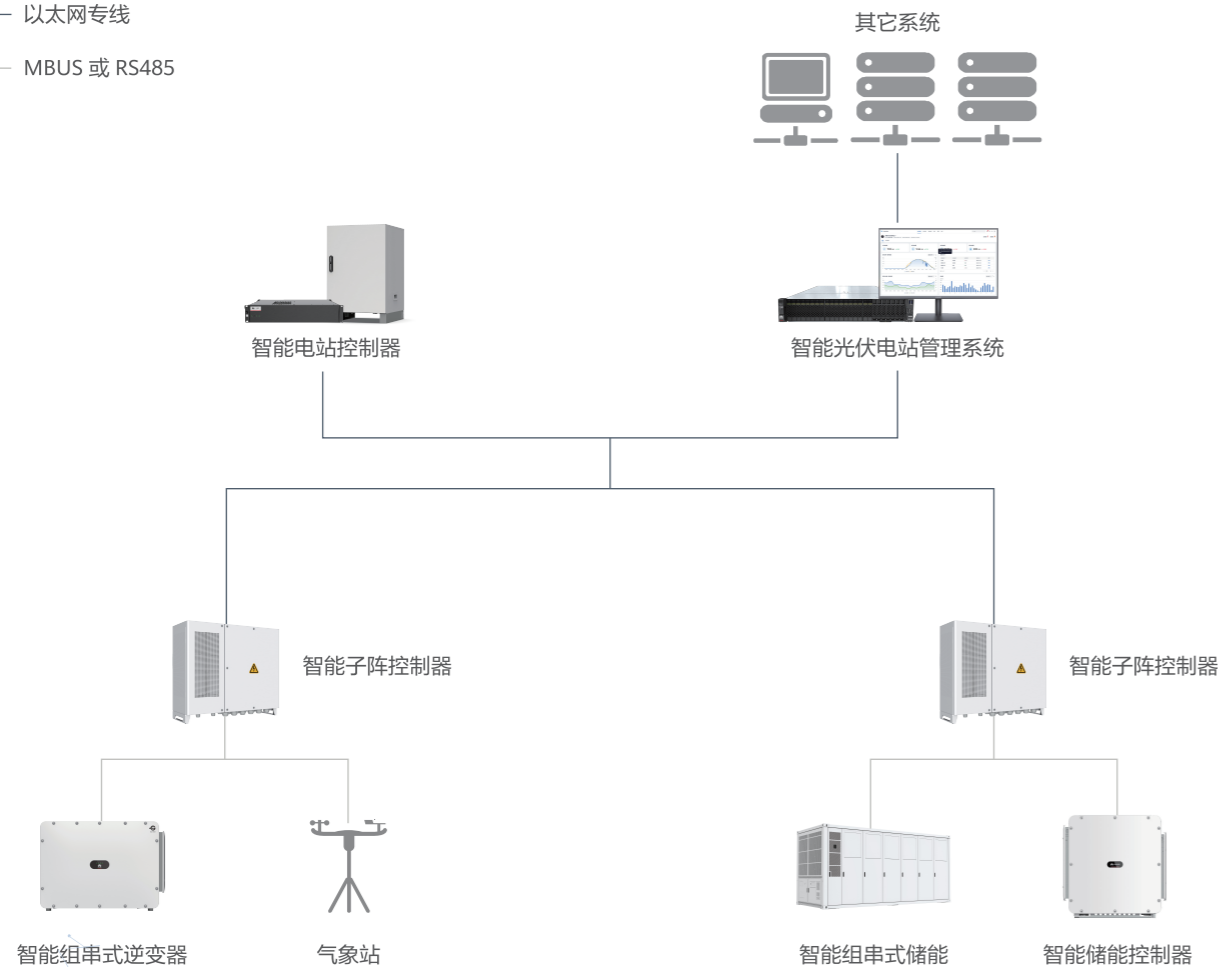 以太网专线
MBUS 或 RS485
其它系统
智能电站控制器
智能光伏电站管理系统
智能子阵控制器
智能子阵控制器
智能组串式逆变器
气象站
智能组串式储能
智能储能控制器